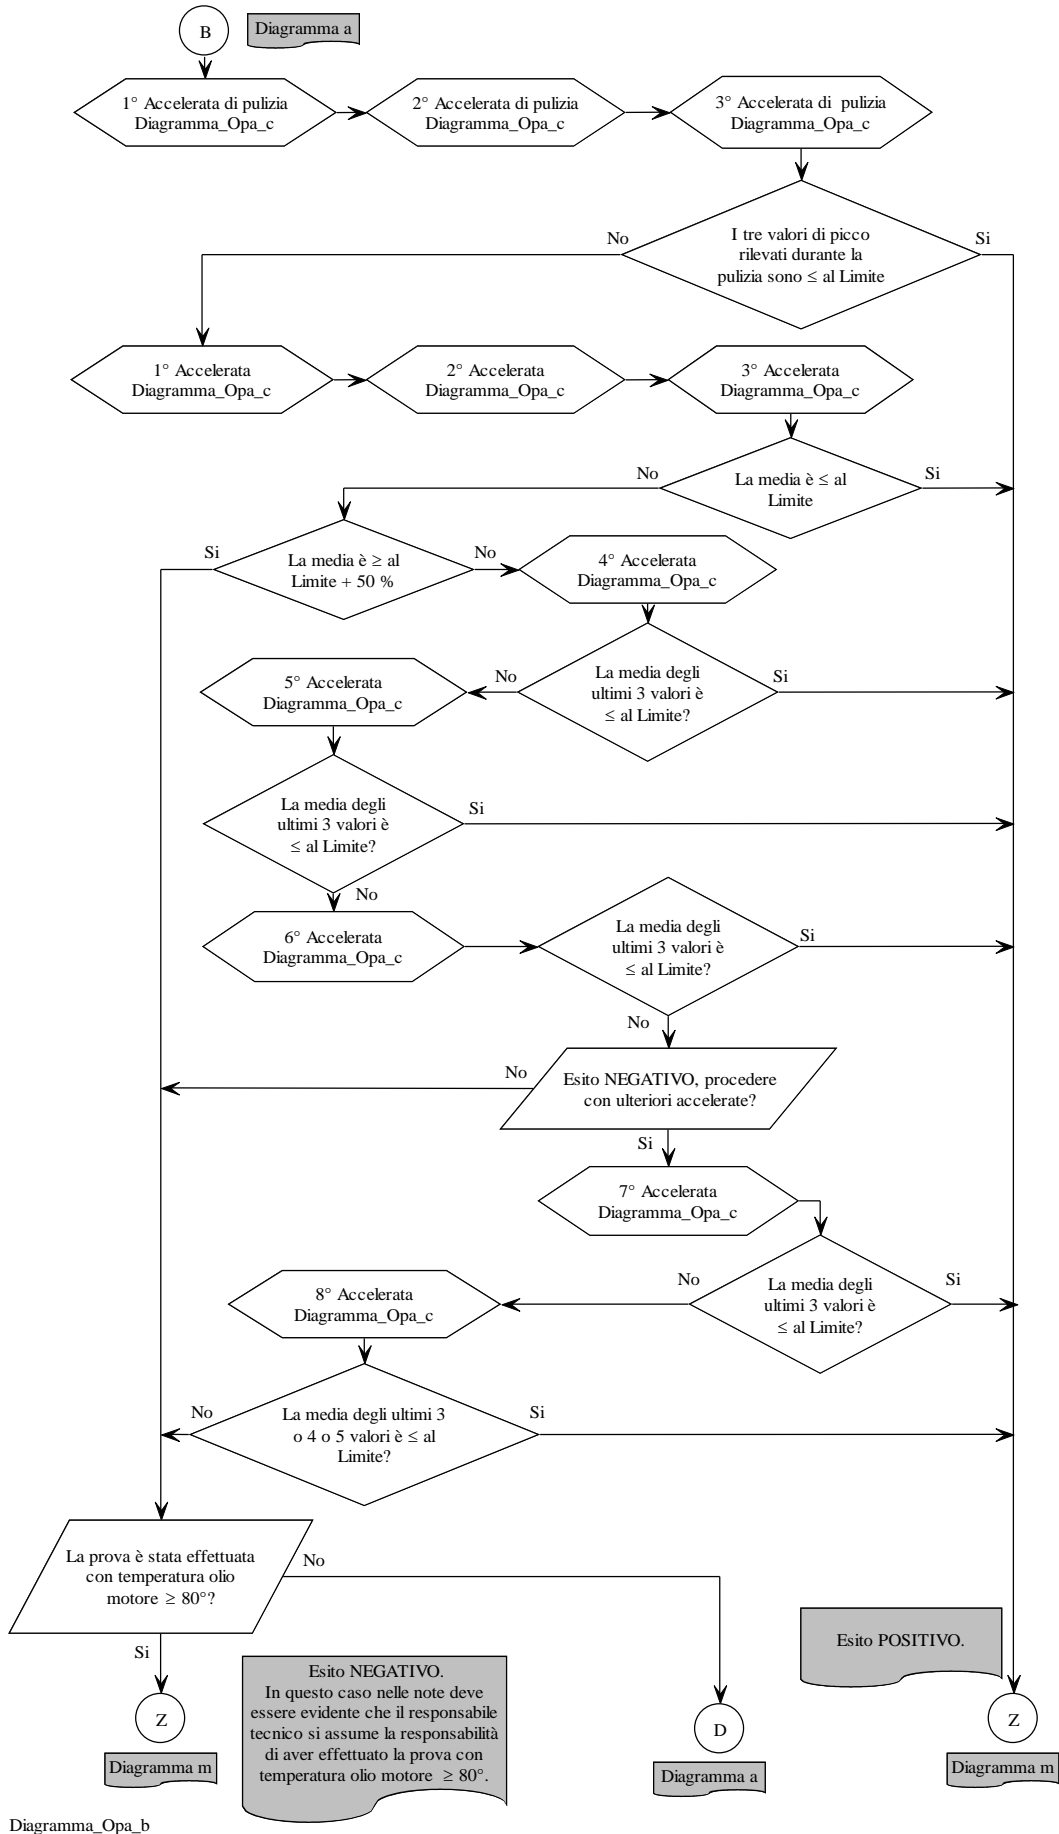 B
Diagramma a
1° Accelerata di pulizia
Diagramma_Opa_c
2° Accelerata di pulizia
Diagramma_Opa_c
3° Accelerata di pulizia
Diagramma_Opa_c
I tre valori di picco
rilevati durante la
pulizia sono ≤ al Limite
No
Si
1° Accelerata
Diagramma_Opa_c
2° Accelerata
Diagramma_Opa_c
3° Accelerata
Diagramma_Opa_c
La media è ≤ al
Limite
No
Si
La media è ≥ al
Limite + 50 %
Si
No
4° Accelerata
Diagramma_Opa_c
La media degli
ultimi 3 valori è
≤ al Limite?
No
Si
5° Accelerata
Diagramma_Opa_c
La media degli
ultimi 3 valori è
≤ al Limite?
Si
No
6° Accelerata
Diagramma_Opa_c
La media degli
ultimi 3 valori è
≤ al Limite?
Si
No
Esito NEGATIVO, procedere
con ulteriori accelerate?
No
Si
7° Accelerata
Diagramma_Opa_c
La media degli
ultimi 3 valori è
≤ al Limite?
No
Si
8° Accelerata
Diagramma_Opa_c
La media degli ultimi 3
o 4 o 5 valori è ≤ al
Limite?
No
Si
La prova è stata effettuata
con temperatura olio
motore ≥ 80°?
No
Si
Esito POSITIVO.
Esito NEGATIVO.
In questo caso nelle note deve
essere evidente che il responsabile
tecnico si assume la responsabilità
di aver effettuato la prova con
temperatura olio motore ≥ 80°.
Z
Diagramma m
D
Diagramma a
Z
Diagramma m
Diagramma_Opa_b